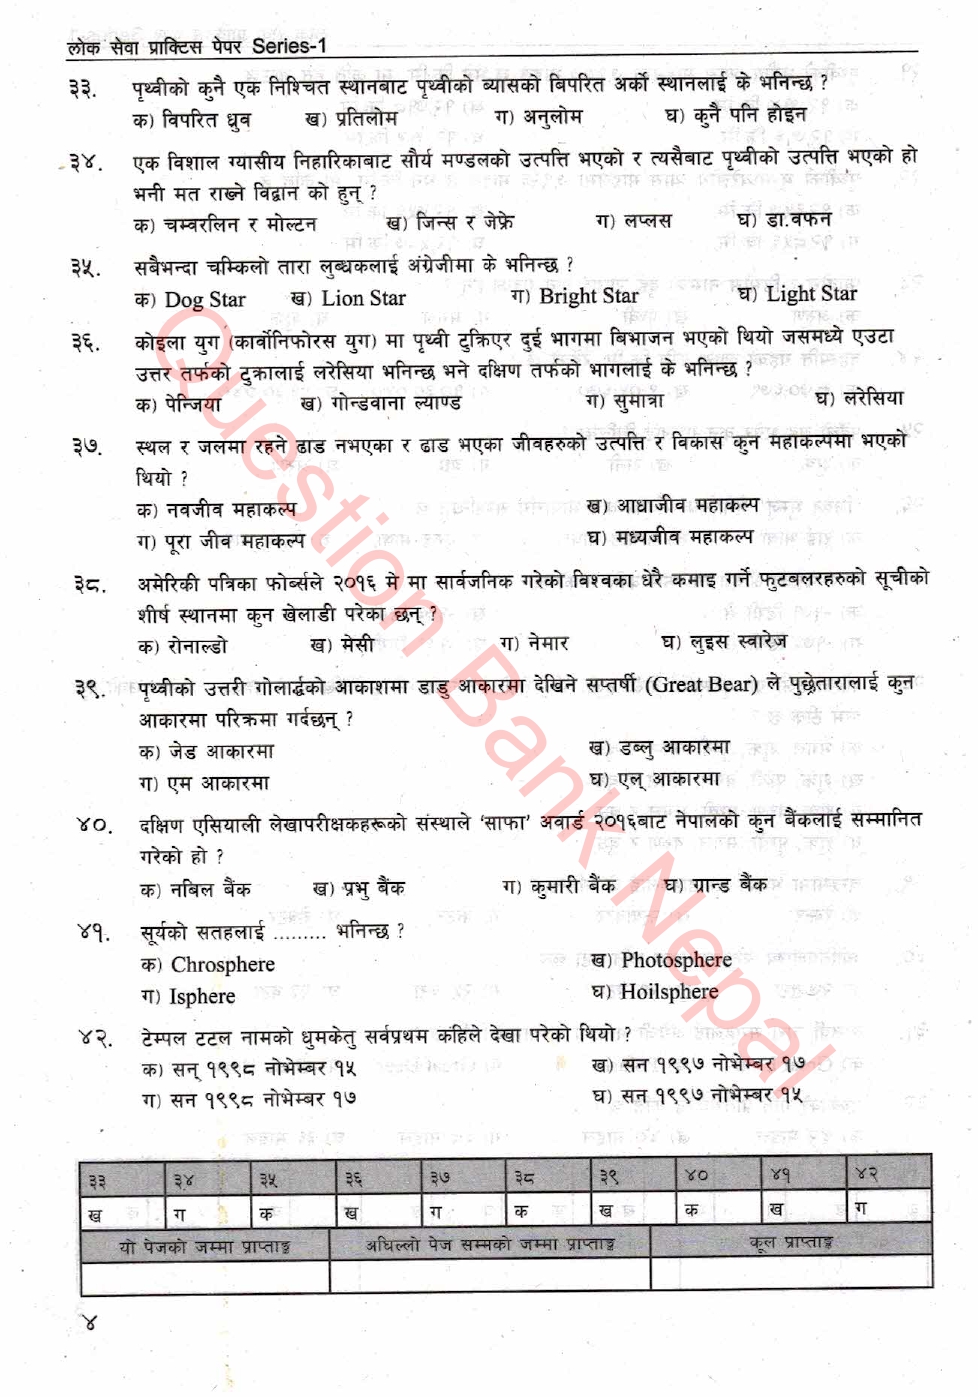 लोक सेवा प्राक्टिस पेपर Series-1
३३. पृथ्वीको कुनै एक निश्चित स्थानबाट पृथ्वीको ब्यासको बिपरित अर्को स्थानलाई के भनिन्छ ?
क) विपरित ध्रुव ख) प्रतिलोम ग) अनुलोम घ) कुनै पनि होइन
३४. एक विशाल ग्यासीय निहारिकाबाट सौर्य मण्डलको उत्पत्ति भएको र त्यसैबाट पृथ्वीको उत्पत्ति भएको हो
भनी मत राख्ने विद्वान को हुन् ?
क) चम्वरलिन र मोल्टन ख) जिन्स र जेफ्रे ग) लप्लस घ) डा.वफन
३५. सबैभन्दा चम्किलो तारा लुब्धकलाई अंग्रेजीमा के भनिन्छ ?
क) Dog Star ख) Lion Star ग) Bright Star घ) Light Star
३६. कोइला युग (कार्वोनिफोरस युग) मा पृथ्वी टुक्रिएर दुई भागमा बिभाजन भएको थियो जसमध्ये एउटा
उत्तर तर्फको टुक्रालाई लरेसिया भनिन्छ भने दक्षिण तर्फको भागलाई के भनिन्छ ?
क) पेन्जिया ख) गोन्डवाना ल्याण्ड ग) सुमात्रा घ) लरेसिया
३७. स्थल र जलमा रहने ढाड नभएका र ढाड भएका जीवहरुको उत्पत्ति र विकास कुन महाकल्पमा भएको
थियो ?
क) नवजीव महाकल्प ख) आधाजीव महाकल्प
ग) पूरा जीव महाकल्प घ) मध्यजीव महाकल्प
३८. अमेरिकी पत्रिका फोर्ब्सले २०१६ मे मा सार्वजनिक गरेको विश्वका धेरै कमाइ गर्ने फुटबलरहरुको सूचीको
शीर्ष स्थानमा कुन खेलाडी परेका छन् ?
क) रोनाल्डो ख) मेसी ग) नेमार घ) लुइस स्वारेज
३९. पृथ्वीको उत्तरी गोलार्द्धको आकाशमा डाडु आकारमा देखिने सप्तर्षी (Great Bear) ले पुछ्रेतारालाई कुन
आकारमा परिक्रमा गर्दछन् ?
क) जेड आकारमा ख) डब्लु आकारमा
ग) एम आकारमा घ) एल् आकारमा
४०. दक्षिण एसियाली लेखापरीक्षकहरूको संस्थाले 'साफा' अवार्ड २०१६बाट नेपालको कुन बैंकलाई सम्मानित
गरेको हो ?
क) नबिल बैंक ख) प्रभु बैंक ग) कुमारी बैंक घ) ग्रान्ड बैंक
४१. सूर्यको सतहलाई ......... भनिन्छ ?
क) Chrosphere ख) Photosphere
ग) Isphere घ) Hoilsphere
४२. टेम्पल टटल नामको धुमकेतु सर्वप्रथम कहिले देखा परेको थियो ?
क) सन् १९९८ नोभेम्बर १५ ख) सन १९९७ नोभेम्बर १७
ग) सन १९९८ नोभेम्बर १७ घ) सन १९९७ नोभेम्बर १५
Question Bank Nepal
३३ ३४ ३५ ३६ ३७ ३८ ३९ ४० ४१ ४२
ख ग क ख ग क ख क ख ग
यो पेजको जम्मा प्राप्ताङ्क अघिल्लो पेज सम्मको जम्मा प्राप्ताङ्क कूल प्राप्ताङ्क
४